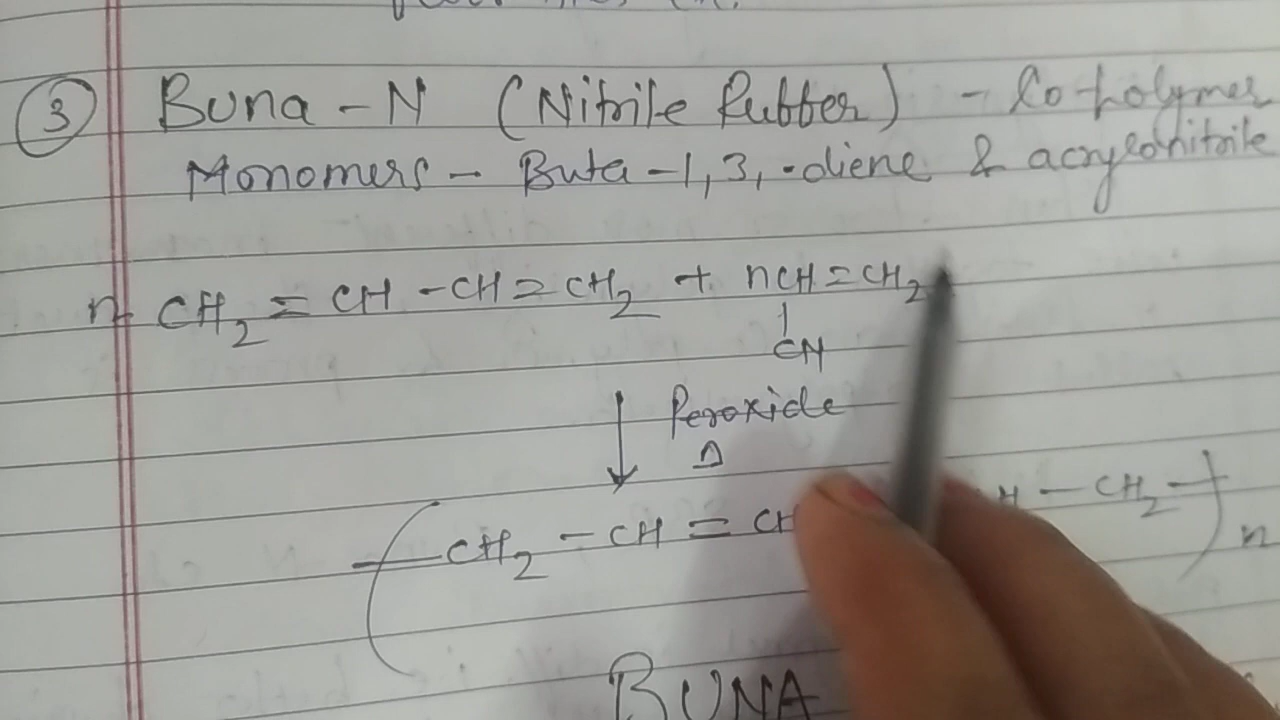 3 Buna - N (Nitrile Rubber) - Co-polymer
Monomers - Buta -1, 3, -diene & acrylonitrile
n CH2 = CH - CH = CH2 + nCH = CH2
CN
Peroxide
Δ
( CH2 - CH = CH H - CH2 ) n
BUNA